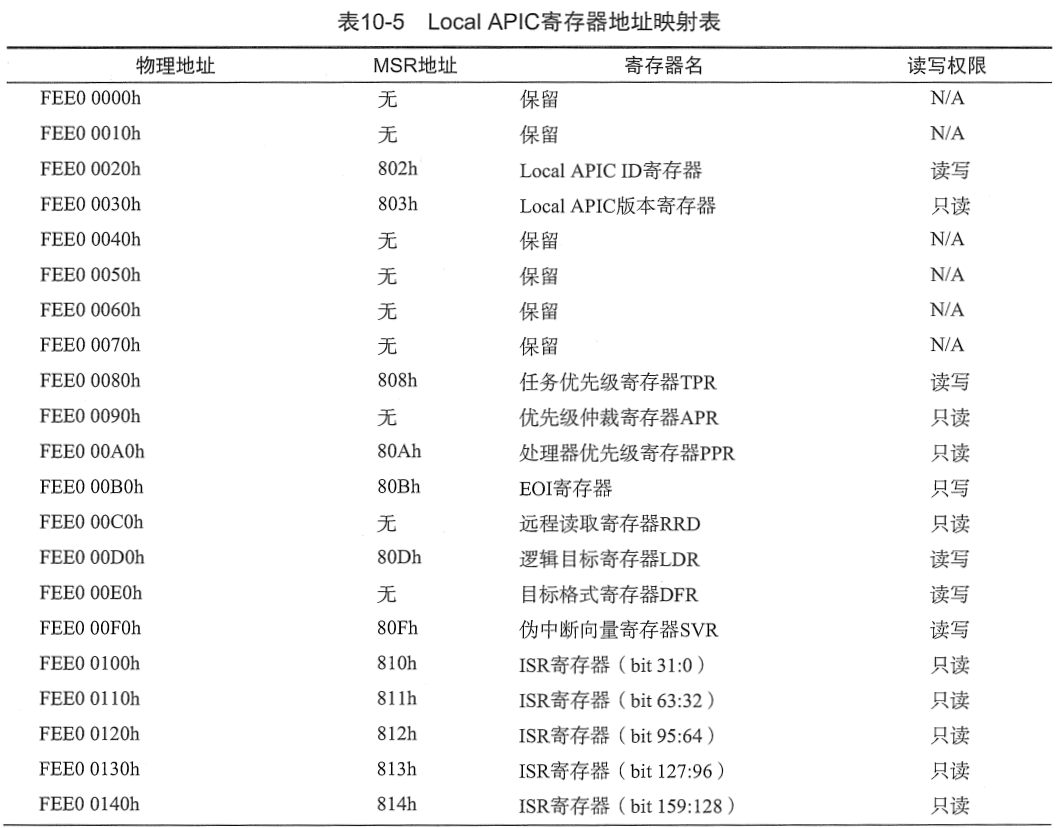 表10-5 Local APIC寄存器地址映射表
物理地址 MSR地址 寄存器名 读写权限
FEE0 0000h 无 保留 N/A
FEE0 0010h 无 保留 N/A
FEE0 0020h 802h Local APIC ID寄存器 读写
FEE0 0030h 803h Local APIC版本寄存器 只读
FEE0 0040h 无 保留 N/A
FEE0 0050h 无 保留 N/A
FEE0 0060h 无 保留 N/A
FEE0 0070h 无 保留 N/A
FEE0 0080h 808h 任务优先级寄存器TPR 读写
FEE0 0090h 无 优先级仲裁寄存器APR 只读
FEE0 00A0h 80Ah 处理器优先级寄存器PPR 只读
FEE0 00B0h 80Bh EOI寄存器 只写
FEE0 00C0h 无 远程读取寄存器RRD 只读
FEE0 00D0h 80Dh 逻辑目标寄存器LDR 读写
FEE0 00E0h 无 目标格式寄存器DFR 读写
FEE0 00F0h 80Fh 伪中断向量寄存器SVR 读写
FEE0 0100h 810h ISR寄存器（bit 31:0） 只读
FEE0 0110h 811h ISR寄存器（bit 63:32） 只读
FEE0 0120h 812h ISR寄存器（bit 95:64） 只读
FEE0 0130h 813h ISR寄存器（bit 127:96） 只读
FEE0 0140h 814h ISR寄存器（bit 159:128） 只读